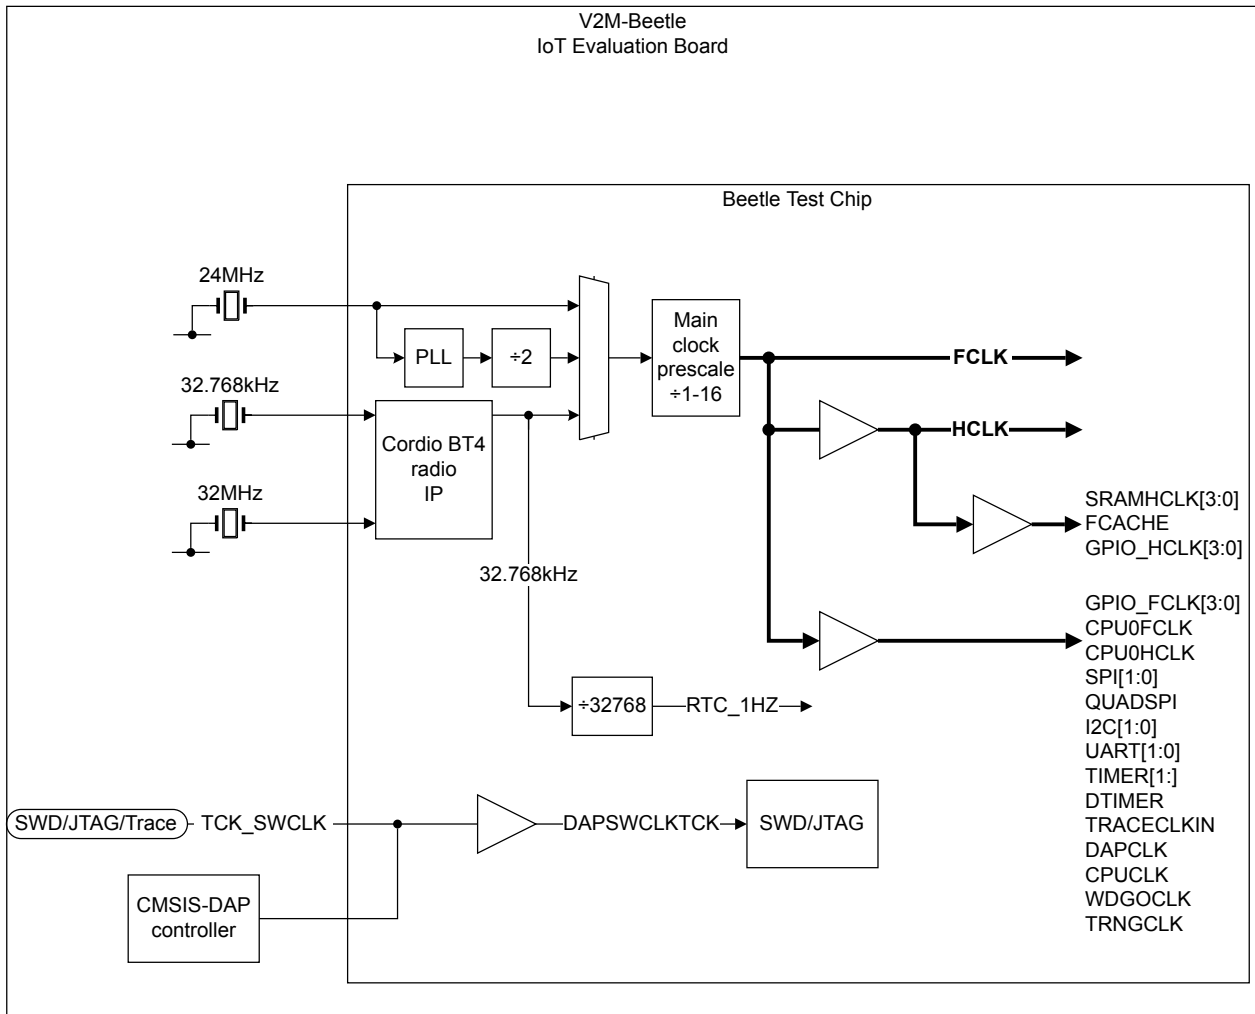 V2M-Beetle
IoT Evaluation Board
Beetle Test Chip
24MHz
PLL
÷2
Main
clock
prescale
÷1-16
FCLK
32.768kHz
Cordio BT4
radio
IP
HCLK
32MHz
SRAMHCLK[3:0]
FCACHE
GPIO_HCLK[3:0]
32.768kHz
GPIO_FCLK[3:0]
CPU0FCLK
CPU0HCLK
SPI[1:0]
QUADSPI
I2C[1:0]
UART[1:0]
TIMER[1:]
DTIMER
TRACECLKIN
DAPCLK
CPUCLK
WDGOCLK
TRNGCLK
÷32768
RTC_1HZ
SWD/JTAG/Trace
TCK_SWCLK
DAPSWCLKTCK
SWD/JTAG
CMSIS-DAP
controller